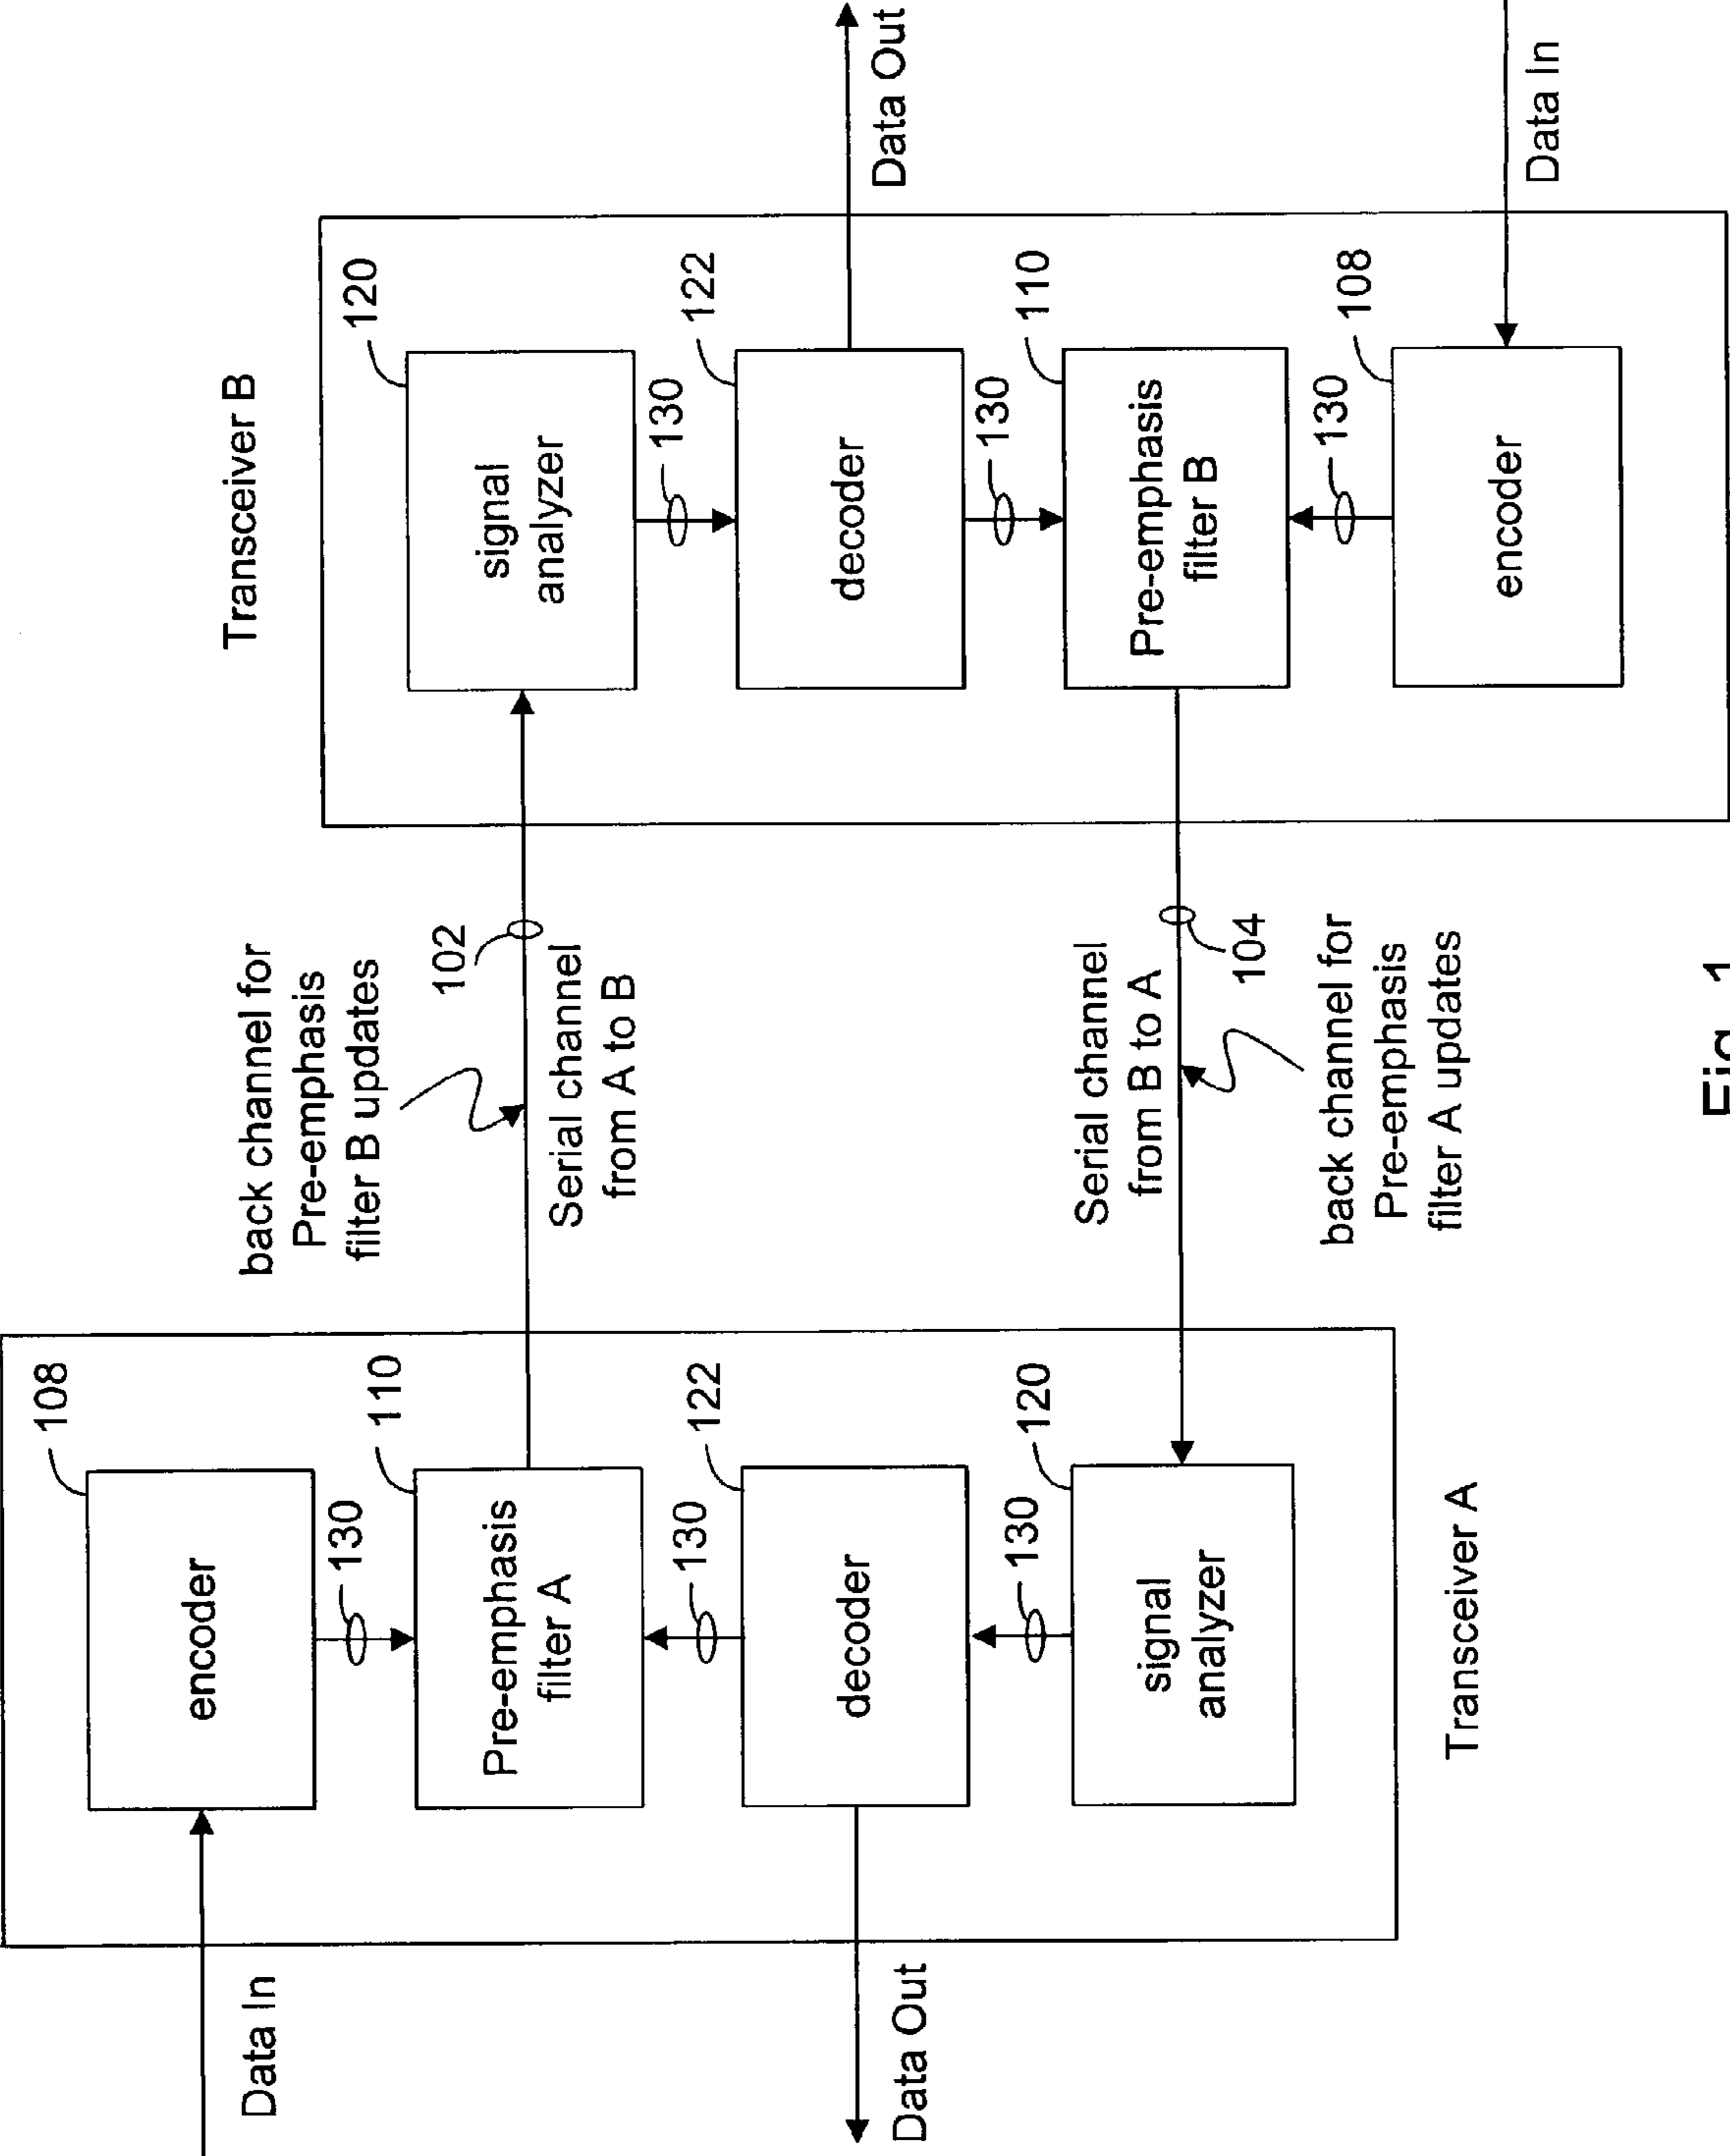 Data In
Data Out
108
encoder
130
110
Pre-emphasis
filter A
130
122
decoder
130
120
signal
analyzer
Transceiver A
back channel for
Pre-emphasis
filter B updates
102
Serial channel
from A to B
Serial channel
from B to A
104
back channel for
Pre-emphasis
filter A updates
Transceiver B
120
signal
analyzer
130
122
decoder
130
110
Pre-emphasis
filter B
130
108
encoder
Data Out
Data In
Fig. 1